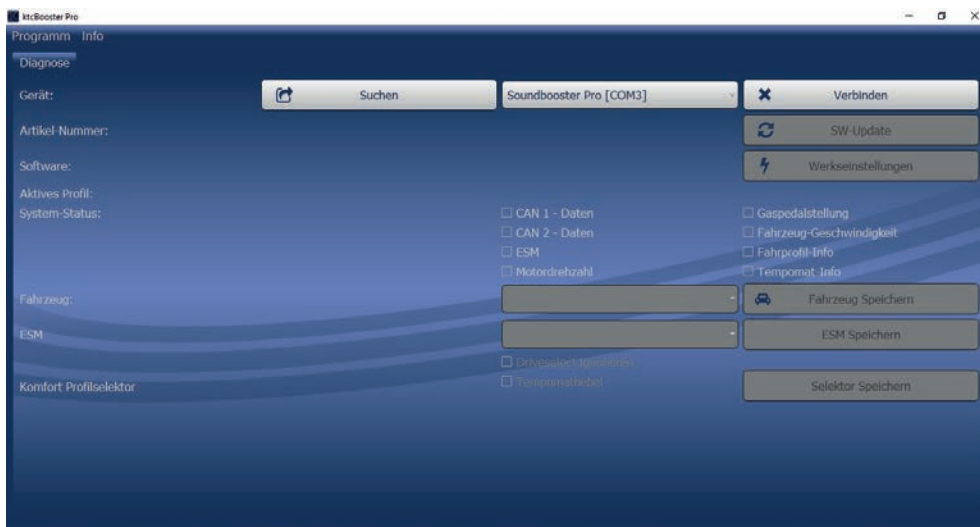 ktcBooster Pro
Programm Info
Diagnose
Gerät: Suchen Soundbooster Pro [COM3] Verbinden
Artikel-Nummer: SW-Update
Software: Werkseinstellungen
Aktives Profil:
System-Status: CAN 1 - Daten Gaspedalstellung
CAN 2 - Daten Fahrzeug-Geschwindigkeit
ESM Fahrprofil-Info
Motordrehzahl Tempomat-Info
Fahrzeug: Fahrzeug Speichern
ESM ESM Speichern
Tempomathebel
Komfort Profilselektor Selektor Speichern